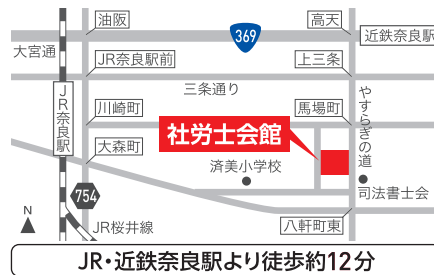 油阪
高天
369
近鉄奈良駅
大宮通
JR奈良駅前
上三条
三条通り
JR奈良駅
川崎町
馬場町
やすらぎの道
社労士会館
大森町
済美小学校
754
司法書士会
N
八軒町東
JR桜井線
JR・近鉄奈良駅より徒歩約12分